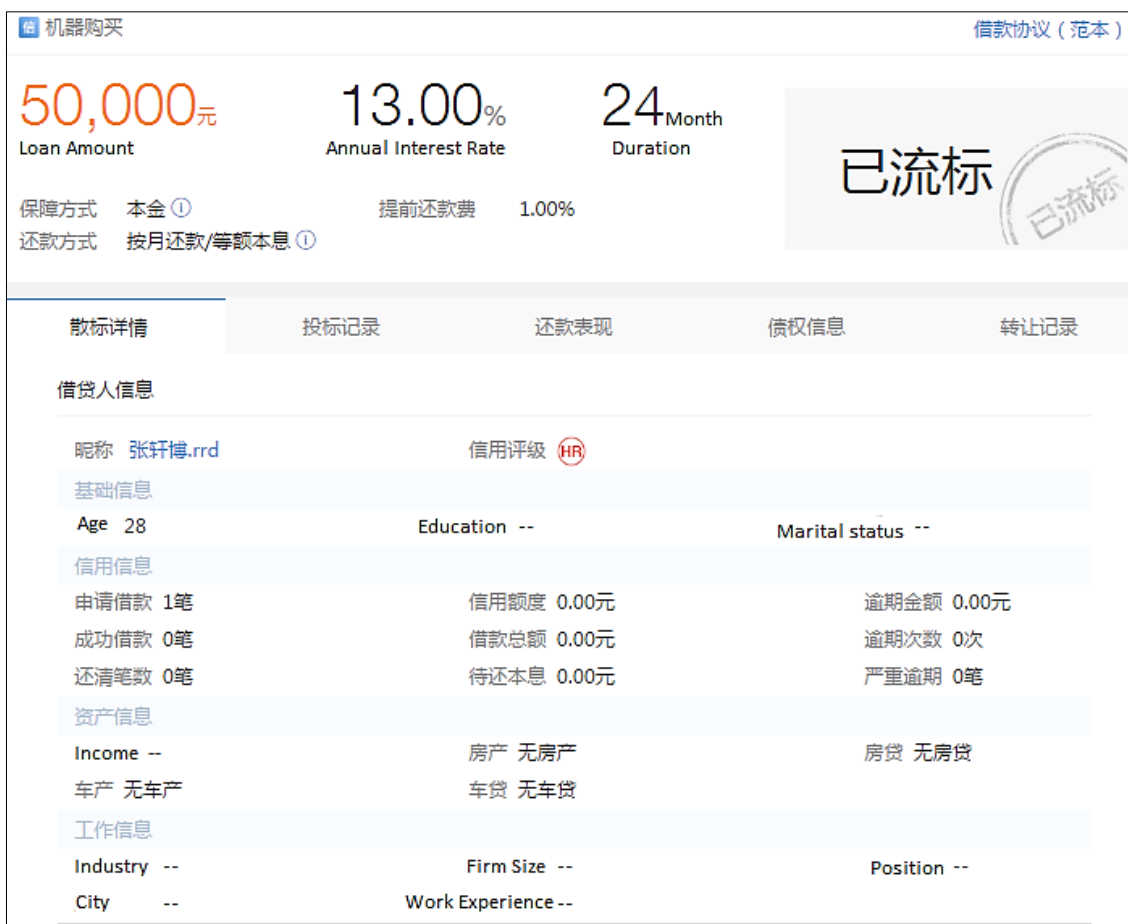 信 机器购买 借款协议（范本）
50,000元 13.00% 24Month
Loan Amount Annual Interest Rate Duration
已流标
已流标
保障方式 本金 提前还款费 1.00%
还款方式 按月还款/等额本息
散标详情 投标记录 还款表现 债权信息 转让记录
借贷人信息
昵称 张轩博.rrd 信用评级 HR
基础信息
Age 28 Education -- Marital status --
信用信息
申请借款 1笔 信用额度 0.00元 逾期金额 0.00元
成功借款 0笔 借款总额 0.00元 逾期次数 0次
还清笔数 0笔 待还本息 0.00元 严重逾期 0笔
资产信息
Income -- 房产 无房产 房贷 无房贷
车产 无车产 车贷 无车贷
工作信息
Industry -- Firm Size -- Position --
City -- Work Experience --